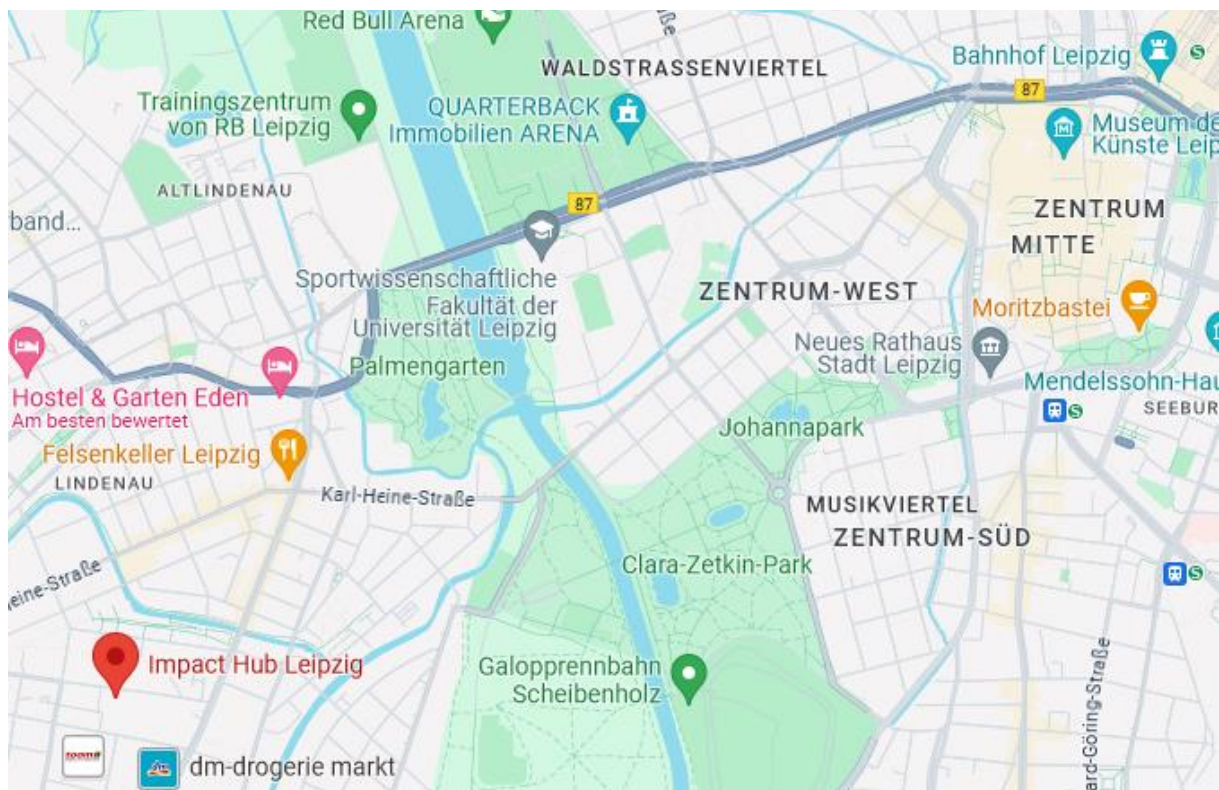 Red Bull Arena
WALDSTRASSENVIERTEL
Bahnhof Leipzig
S
87
Trainingszentrum
von RB Leipzig
QUARTERBACK
Immobilien ARENA
Museum de
Künste Leip
ALTLINDENAU
87
band...
ZENTRUM
MITTE
Sportwissenschaftliche
Fakultät der
Universität Leipzig
ZENTRUM-WEST
Moritzbastei
Neues Rathaus
Stadt Leipzig
Palmengarten
Hostel & Garten Eden
Am besten bewertet
Mendelssohn-Hau
S
SEEBUR
Johannapark
Felsenkeller Leipzig
LINDENAU
Karl-Heine-Straße
MUSIKVIERTEL
ZENTRUM-SÜD
Clara-Zetkin-Park
S
eine-Straße
Impact Hub Leipzig
Galopprennbahn
Scheibenholz
ard-Göring-Straße
toom
dm-drogerie markt